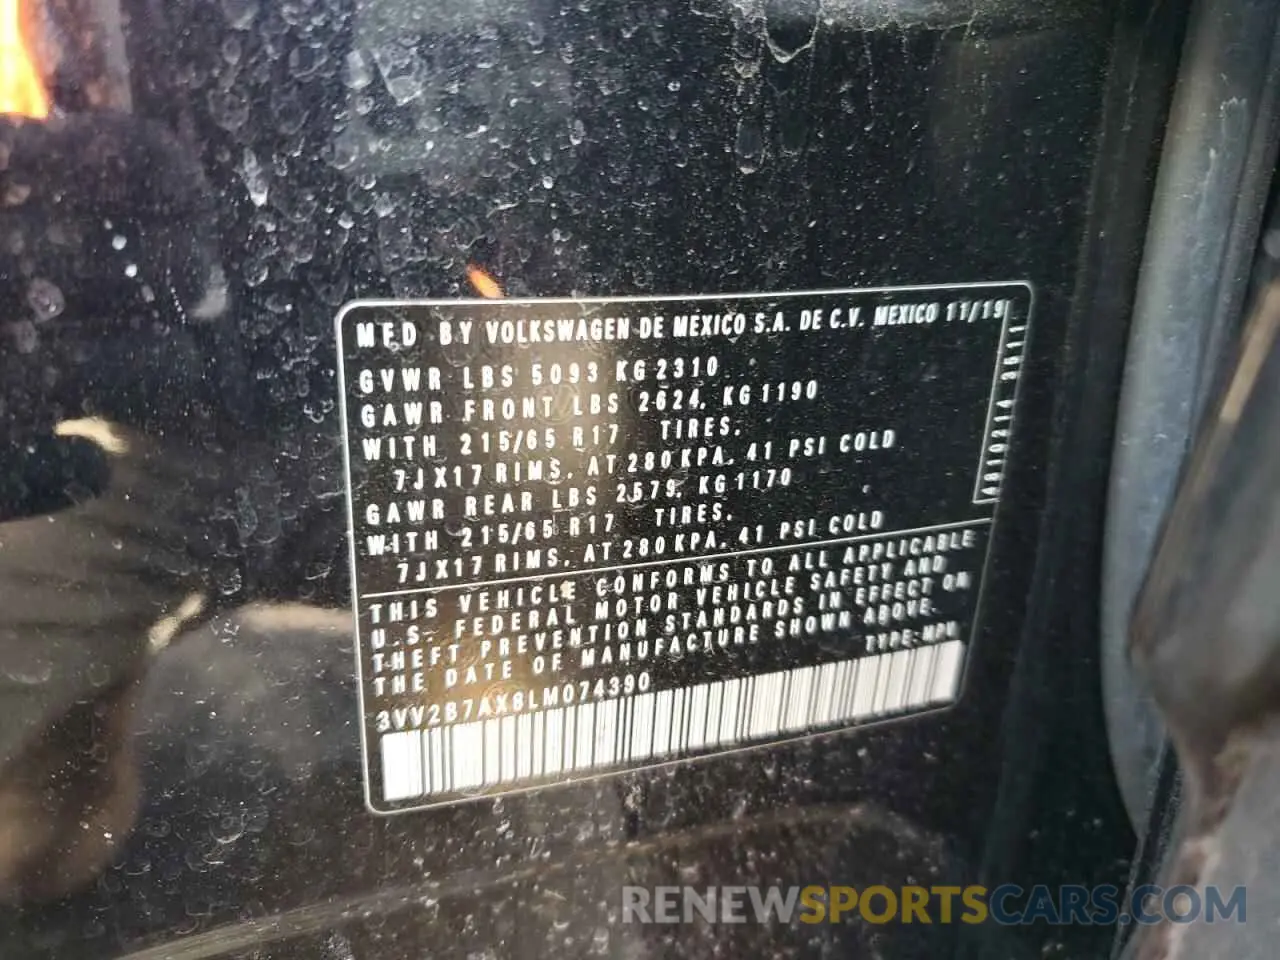 MFD BY VOLKSWAGEN DE MEXICO S.A. DE C.V. MEXICO 11/19
GVWR LBS 5093 KG 2310
GAWR FRONT LBS 2624, KG 1190
WITH 215/65 R17 TIRES,
7JX17 RIMS, AT 280 KPA, 41 PSI COLD
GAWR REAR LBS 2579, KG 1170
WITH 215/65 R17 TIRES,
7JX17 RIMS, AT 280 KPA, 41 PSI COLD
THIS VEHICLE CONFORMS TO ALL APPLICABLE
U.S. FEDERAL MOTOR VEHICLE SAFETY AND
THEFT PREVENTION STANDARDS IN EFFECT ON
THE DATE OF MANUFACTURE SHOWN ABOVE.
TYPE: MPV
3VV2B7AX8LM074390
RENEWSPORTSCARS.COM